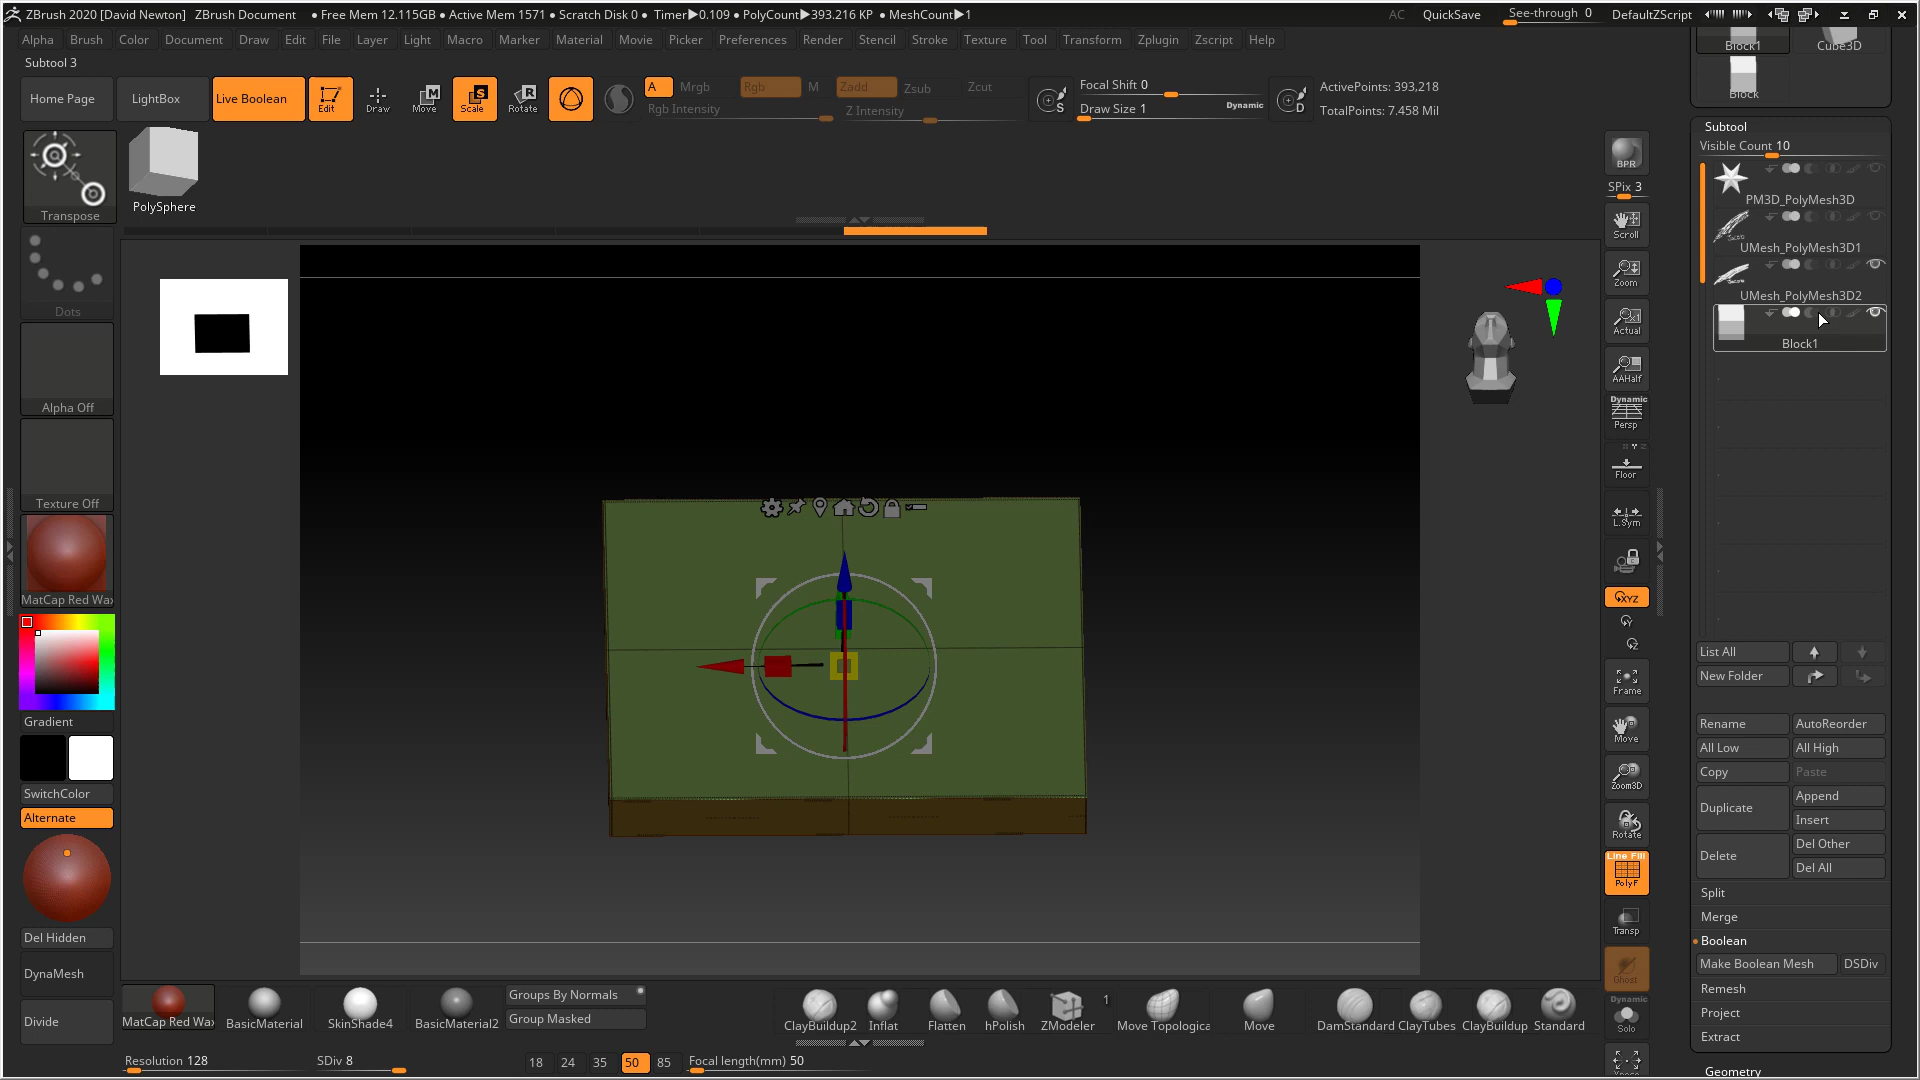 ZBrush 2020 [David Newton] ZBrush Document • Free Mem 12.115GB • Active Mem 1571 • Scratch Disk 0 • Timer▶0.109 • PolyCount▶393.216 KP • MeshCount▶1 AC QuickSave See-through 0 DefaultZScript
Alpha Brush Color Document Draw Edit File Layer Light Macro Marker Material Movie Picker Preferences Render Stencil Stroke Texture Tool Transform Zplugin Zscript Help
Block1 Cube3D
Subtool 3
Home Page LightBox Live Boolean Edit Draw Move Scale Rotate
A Mrgb Rgb M Zadd Zsub Zcut
Rgb Intensity Z Intensity
Focal Shift 0
Draw Size 1 Dynamic
ActivePoints: 393,218
TotalPoints: 7.458 Mil
Block
Transpose
PolySphere
Dots
Alpha Off
Texture Off
MatCap Red Wax
Gradient
SwitchColor
Alternate
Del Hidden
DynaMesh
Divide
BPR
SPix 3
Scroll
Zoom
Actual
AAHalf
Dynamic
Persp
Floor
L.Sym
XYZ
Frame
Move
Zoom3D
Rotate
Line Fill
PolyF
Transp
Ghost
Dynamic
Solo
Xpose
Subtool
Visible Count 10
PM3D_PolyMesh3D
UMesh_PolyMesh3D1
UMesh_PolyMesh3D2
Block1
List All
New Folder
Rename AutoReorder
All Low All High
Copy Paste
Duplicate Append
Insert
Delete Del Other
Del All
Split
Merge
Boolean
Make Boolean Mesh DSDiv
Remesh
Project
Extract
Geometry
MatCap Red Wax BasicMaterial SkinShade4 BasicMaterial2
Groups By Normals
Group Masked
ClayBuildup2 Inflat Flatten hPolish ZModeler 1 Move Topologica Move DamStandard ClayTubes ClayBuildup Standard
Resolution 128 SDiv 8 18 24 35 50 85 Focal length(mm) 50